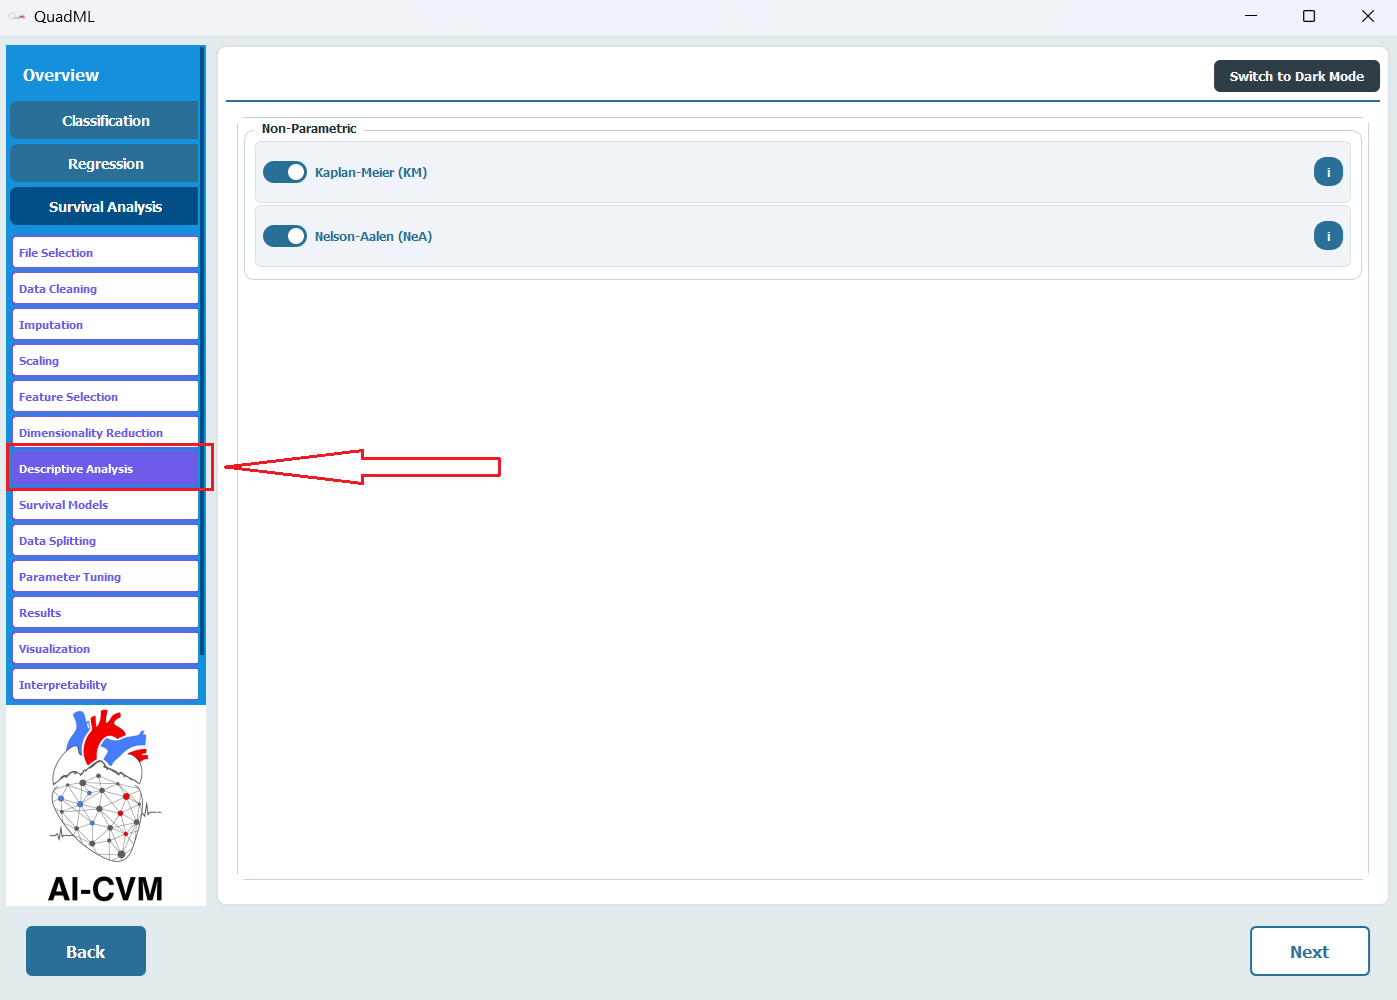 QuadML
Overview
Switch to Dark Mode
Classification
Regression
Survival Analysis
File Selection
Data Cleaning
Imputation
Scaling
Feature Selection
Dimensionality Reduction
Descriptive Analysis
Survival Models
Data Splitting
Parameter Tuning
Results
Visualization
Interpretability
Non-Parametric
Kaplan-Meier (KM)
i
Nelson-Aalen (NeA)
i
AI-CVM
Back
Next